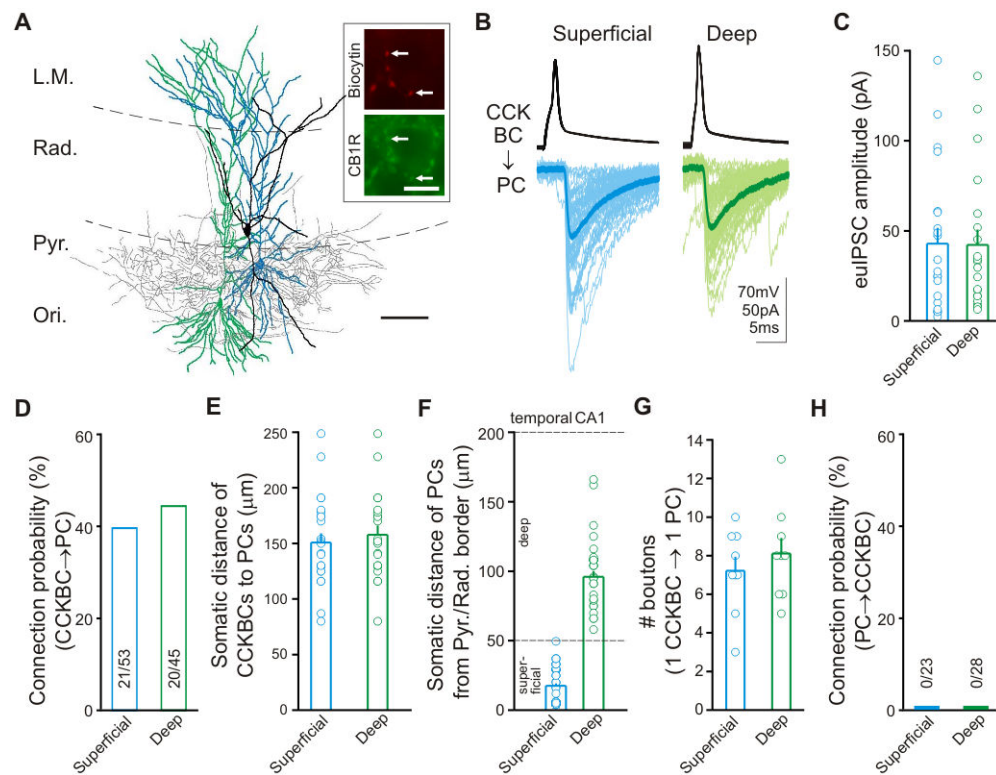 A
L.M.
Rad.
Pyr.
Ori.
Biocytin
CB1R
B
Superficial
Deep
CCK
BC
↓
PC
70mV
50pA
5ms
C
euIPSC amplitude (pA)
150
100
50
0
Superficial
Deep
D
Connection probability (%)
(CCKBC→PC)
60
40
20
0
21/53
20/45
Superficial
Deep
E
Somatic distance of
CCKBCs to PCs (μm)
250
200
150
100
50
0
Superficial
Deep
F
temporal CA1
Somatic distance of PCs
from Pyr./Rad. border (μm)
200
150
100
50
0
deep
super-
ficial
Superficial
Deep
G
# boutons
(1 CCKBC → 1 PC)
14
12
10
8
6
4
2
0
Superficial
Deep
H
Connection probability (%)
(PC→CCKBC)
60
40
20
0
0/23
0/28
Superficial
Deep